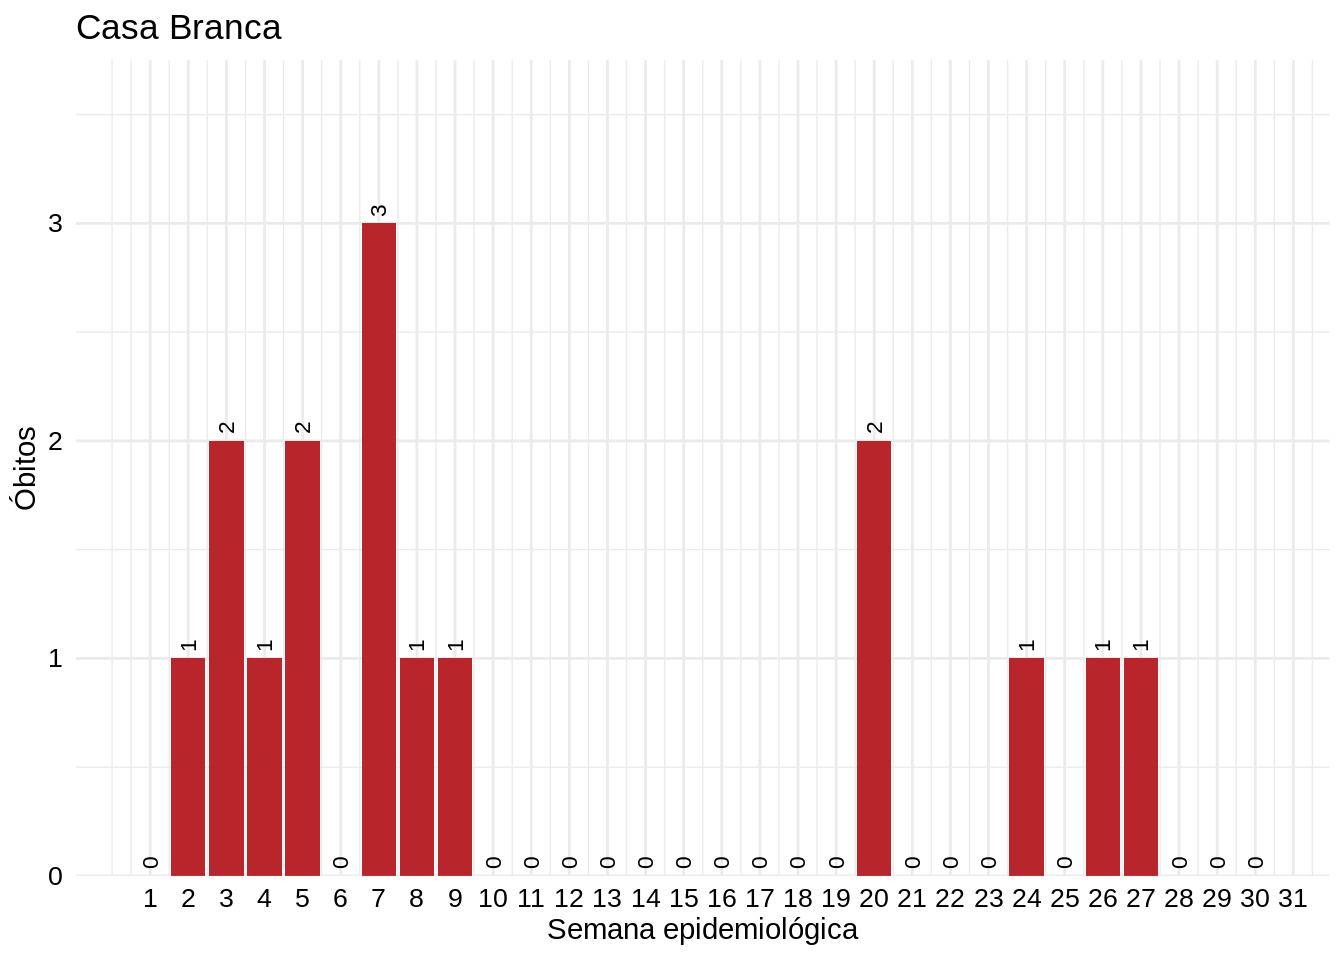 Casa Branca
Óbitos
3
2
1
0
0 1 2 1 2 0 3 1 1 0 0 0 0 0 0 0 0 0 0 2 0 0 0 1 0 1 1 0 0 0
1 2 3 4 5 6 7 8 9 10 11 12 13 14 15 16 17 18 19 20 21 22 23 24 25 26 27 28 29 30 31
Semana epidemiológica